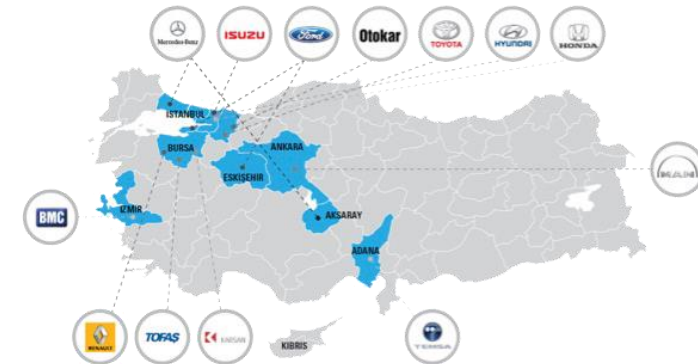 Mercedes-Benz
ISUZU
Ford
Otokar
TOYOTA
HYUNDAI
HONDA
İSTANBUL
BURSA
ANKARA
ESKİŞEHİR
MAN
BMC
İZMİR
AKSARAY
ADANA
RENAULT
TOFAŞ
KARSAN
TEMSA
KIBRIS